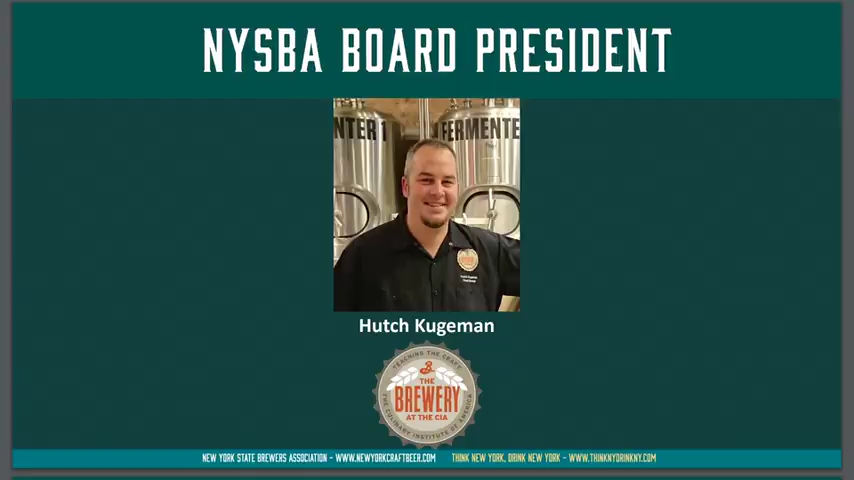 NYSBA BOARD PRESIDENT
NTER 1
FERMENTE
Hutch Kugeman
TEACHING THE CRAFT
THE
BREWERY
AT THE CIA
THE CULINARY INSTITUTE OF AMERICA
NEW YORK STATE BREWERS ASSOCIATION – WWW.NEWYORKCRAFTBEER.COM THINK NEW YORK, DRINK NEW YORK – WWW.THINKNYDRINKNY.COM